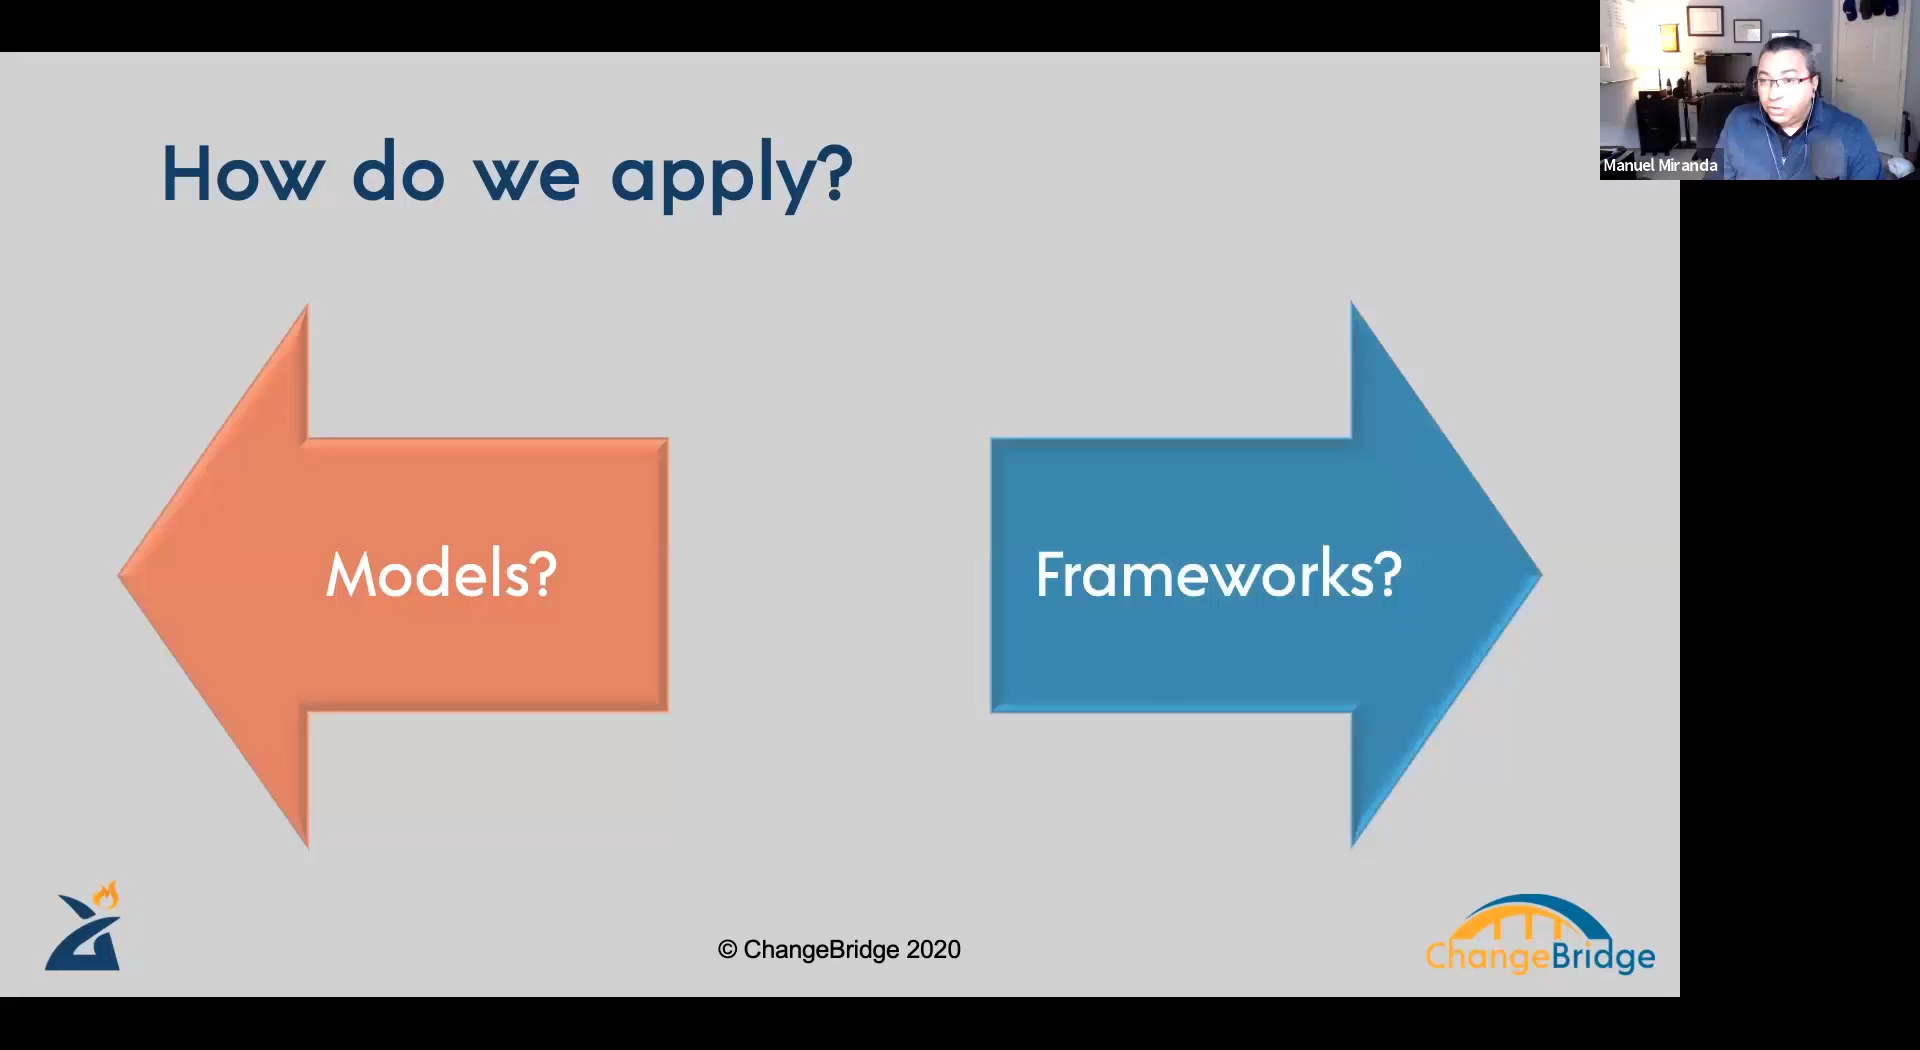 How do we apply?
Manuel Miranda
Models?
Frameworks?
© ChangeBridge 2020
ChangeBridge